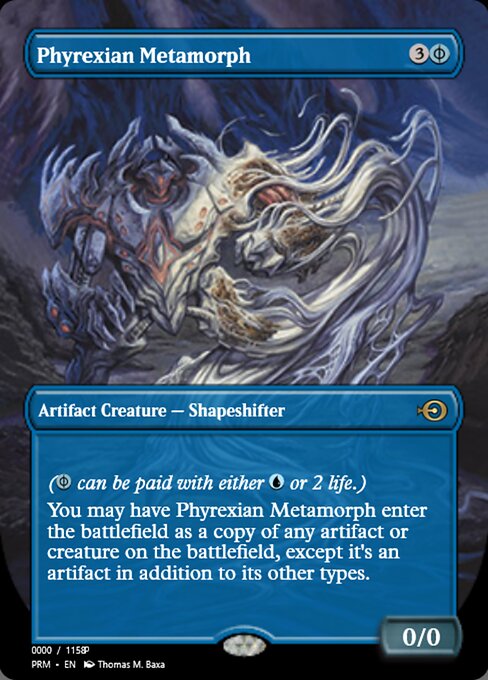 Phyrexian Metamorph 3
Artifact Creature — Shapeshifter
( can be paid with either or 2 life.)
You may have Phyrexian Metamorph enter
the battlefield as a copy of any artifact or
creature on the battlefield, except it's an
artifact in addition to its other types.
0/0
0000 / 1158P
PRM • EN Thomas M. Baxa